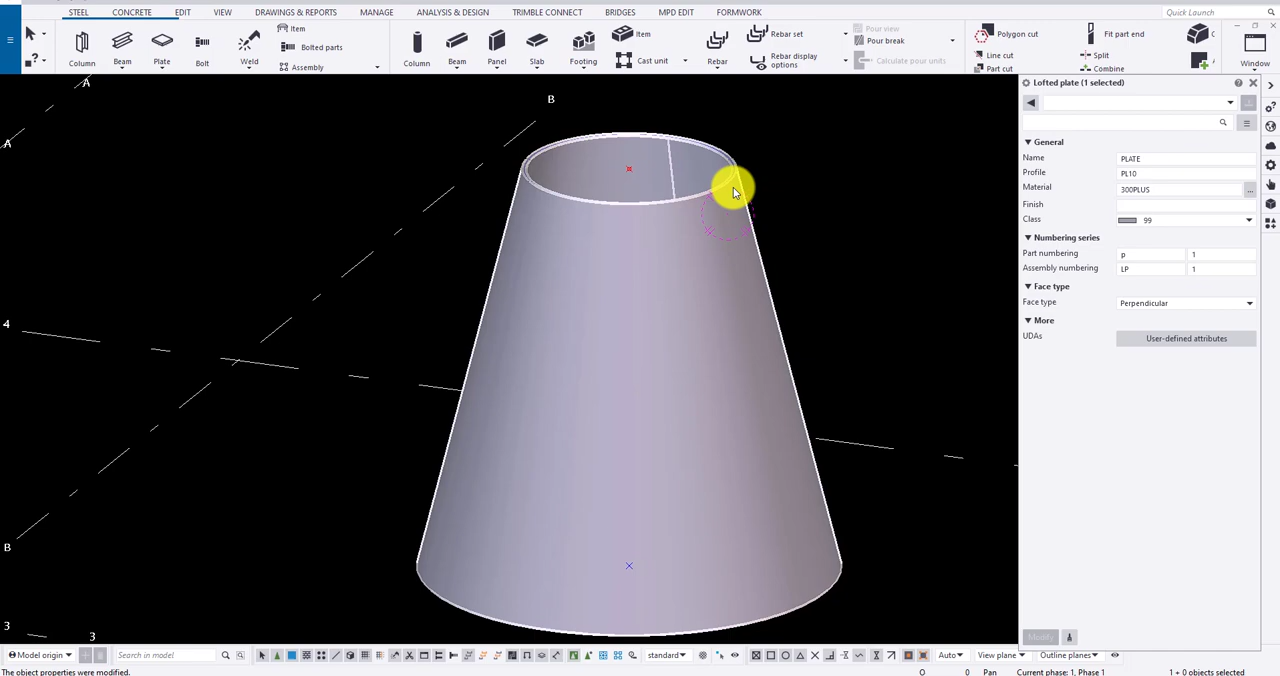 STEEL CONCRETE EDIT VIEW DRAWINGS & REPORTS MANAGE ANALYSIS & DESIGN TRIMBLE CONNECT BRIDGES MPD EDIT FORMWORK Quick Launch
Column Beam Plate Bolt Weld
Item
Bolted parts
Assembly
Column Beam Panel Slab Footing
Item
Cast unit
Rebar
Rebar set
Rebar display options
Pour view
Pour break
Calculate pour units
Polygon cut
Line cut
Part cut
Fit part end
Split
Combine
Window
Lofted plate (1 selected)
General
Name PLATE
Profile PL10
Material 300PLUS ...
Finish
Class 99
Numbering series
Part numbering p 1
Assembly numbering LP 1
Face type
Face type Perpendicular
More
UDAs User-defined attributes
Modify
A
B
A
4
B
3
3
Model origin Search in model standard Auto View plane Outline planes
The object properties were modified. O 0 Pan Current phase: 1, Phase 1 1 + 0 objects selected